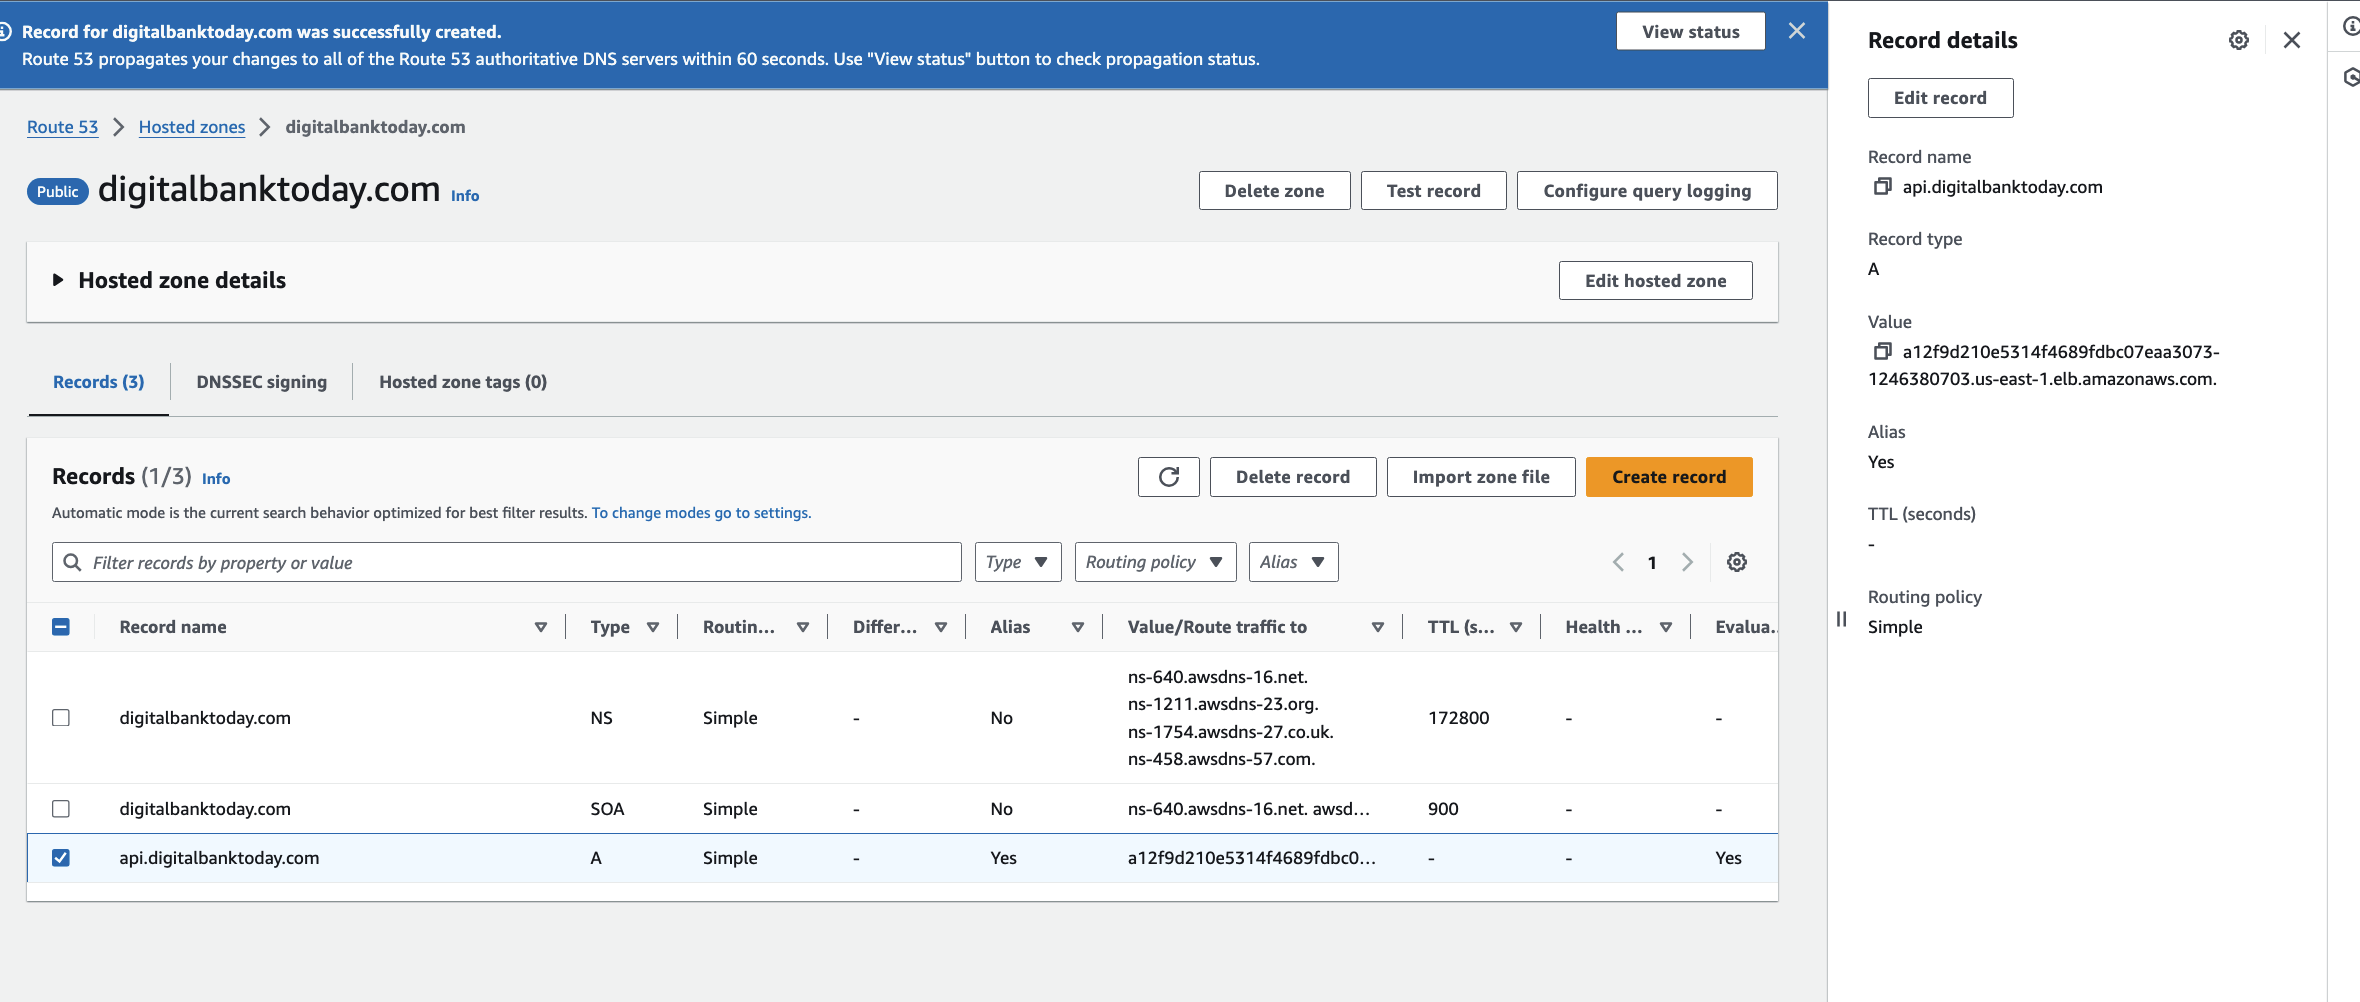 Record for digitalbanktoday.com was successfully created.
Route 53 propagates your changes to all of the Route 53 authoritative DNS servers within 60 seconds. Use "View status" button to check propagation status.
View status
Route 53
Hosted zones
digitalbanktoday.com
Public
digitalbanktoday.com
Info
Delete zone
Test record
Configure query logging
Hosted zone details
Edit hosted zone
Records (3)
DNSSEC signing
Hosted zone tags (0)
Records (1/3)
Info
Delete record
Import zone file
Create record
Automatic mode is the current search behavior optimized for best filter results. To change modes go to settings.
Filter records by property or value
Type
Routing policy
Alias
1
Record name
Type
Routin...
Differ...
Alias
Value/Route traffic to
TTL (s...
Health ...
Evalua..
digitalbanktoday.com
NS
Simple
-
No
ns-640.awsdns-16.net.
ns-1211.awsdns-23.org.
ns-1754.awsdns-27.co.uk.
ns-458.awsdns-57.com.
172800
-
-
digitalbanktoday.com
SOA
Simple
-
No
ns-640.awsdns-16.net. awsd...
900
-
-
api.digitalbanktoday.com
A
Simple
-
Yes
a12f9d210e5314f4689fdbc0...
-
-
Yes
Record details
Edit record
Record name
api.digitalbanktoday.com
Record type
A
Value
a12f9d210e5314f4689fdbc07eaa3073-
1246380703.us-east-1.elb.amazonaws.com.
Alias
Yes
TTL (seconds)
-
Routing policy
Simple